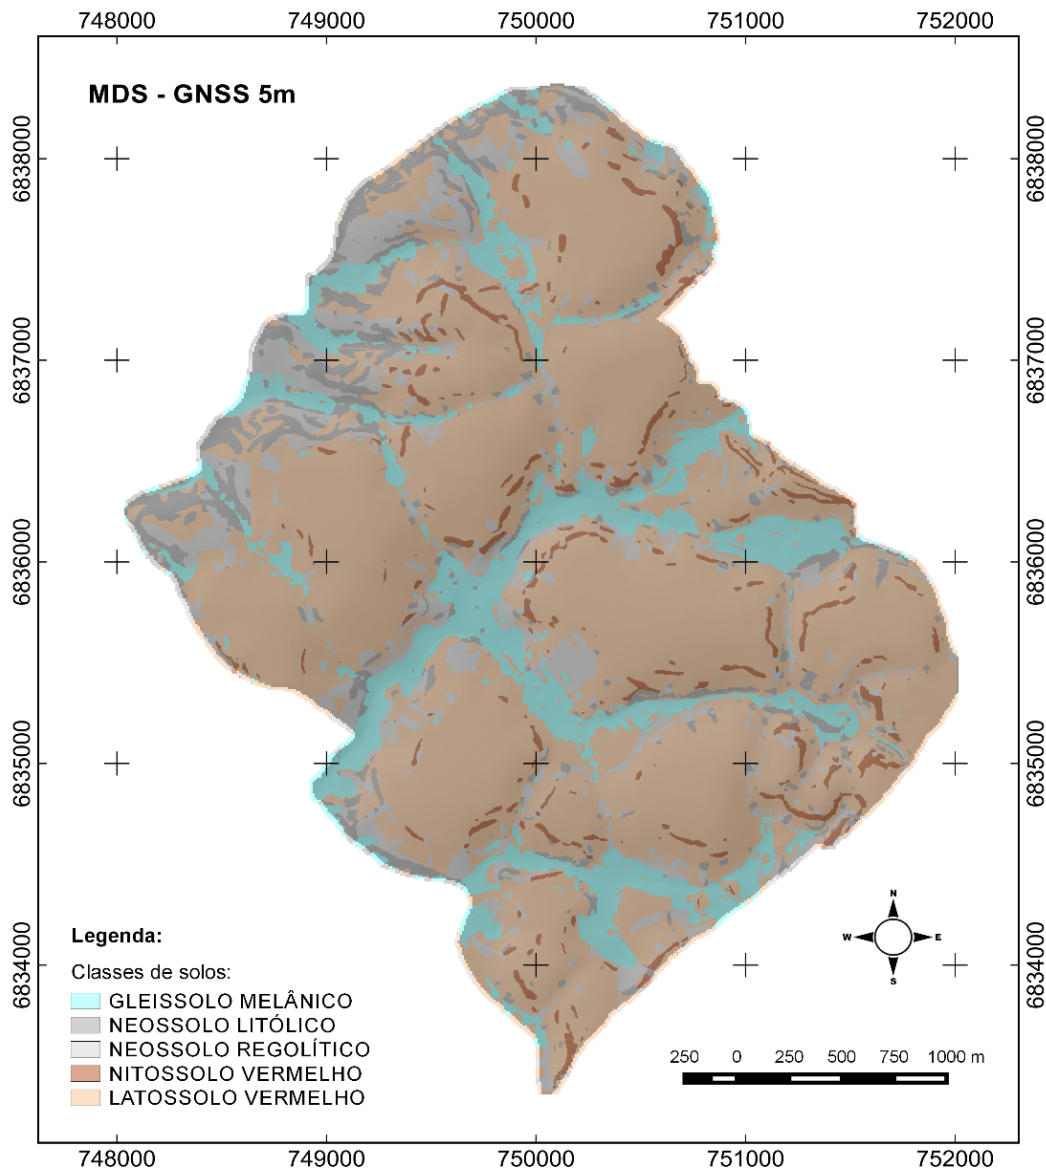 748000 749000 750000 751000 752000
MDS - GNSS 5m
6838000 6838000
6837000 6837000
6836000 6836000
6835000 6835000
6834000 6834000
N
W E
S
Legenda:
Classes de solos:
GLEISSOLO MELÂNICO
NEOSSOLO LITÓLICO
NEOSSOLO REGOLÍTICO
NITOSSOLO VERMELHO
LATOSSOLO VERMELHO
250 0 250 500 750 1000 m
748000 749000 750000 751000 752000